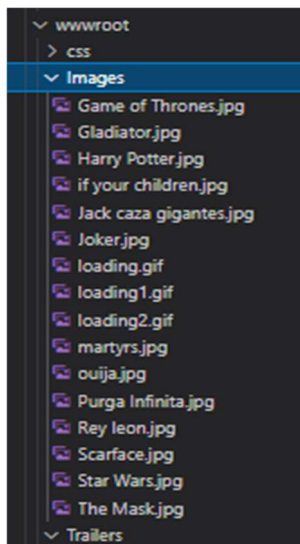 wwwroot
css
Images
Game of Thrones.jpg
Gladiator.jpg
Harry Potter.jpg
if your children.jpg
Jack caza gigantes.jpg
Joker.jpg
loading.gif
loading1.gif
loading2.gif
martyrs.jpg
ouija.jpg
Purga Infinita.jpg
Rey leon.jpg
Scarface.jpg
Star Wars.jpg
The Mask.jpg
Trailers